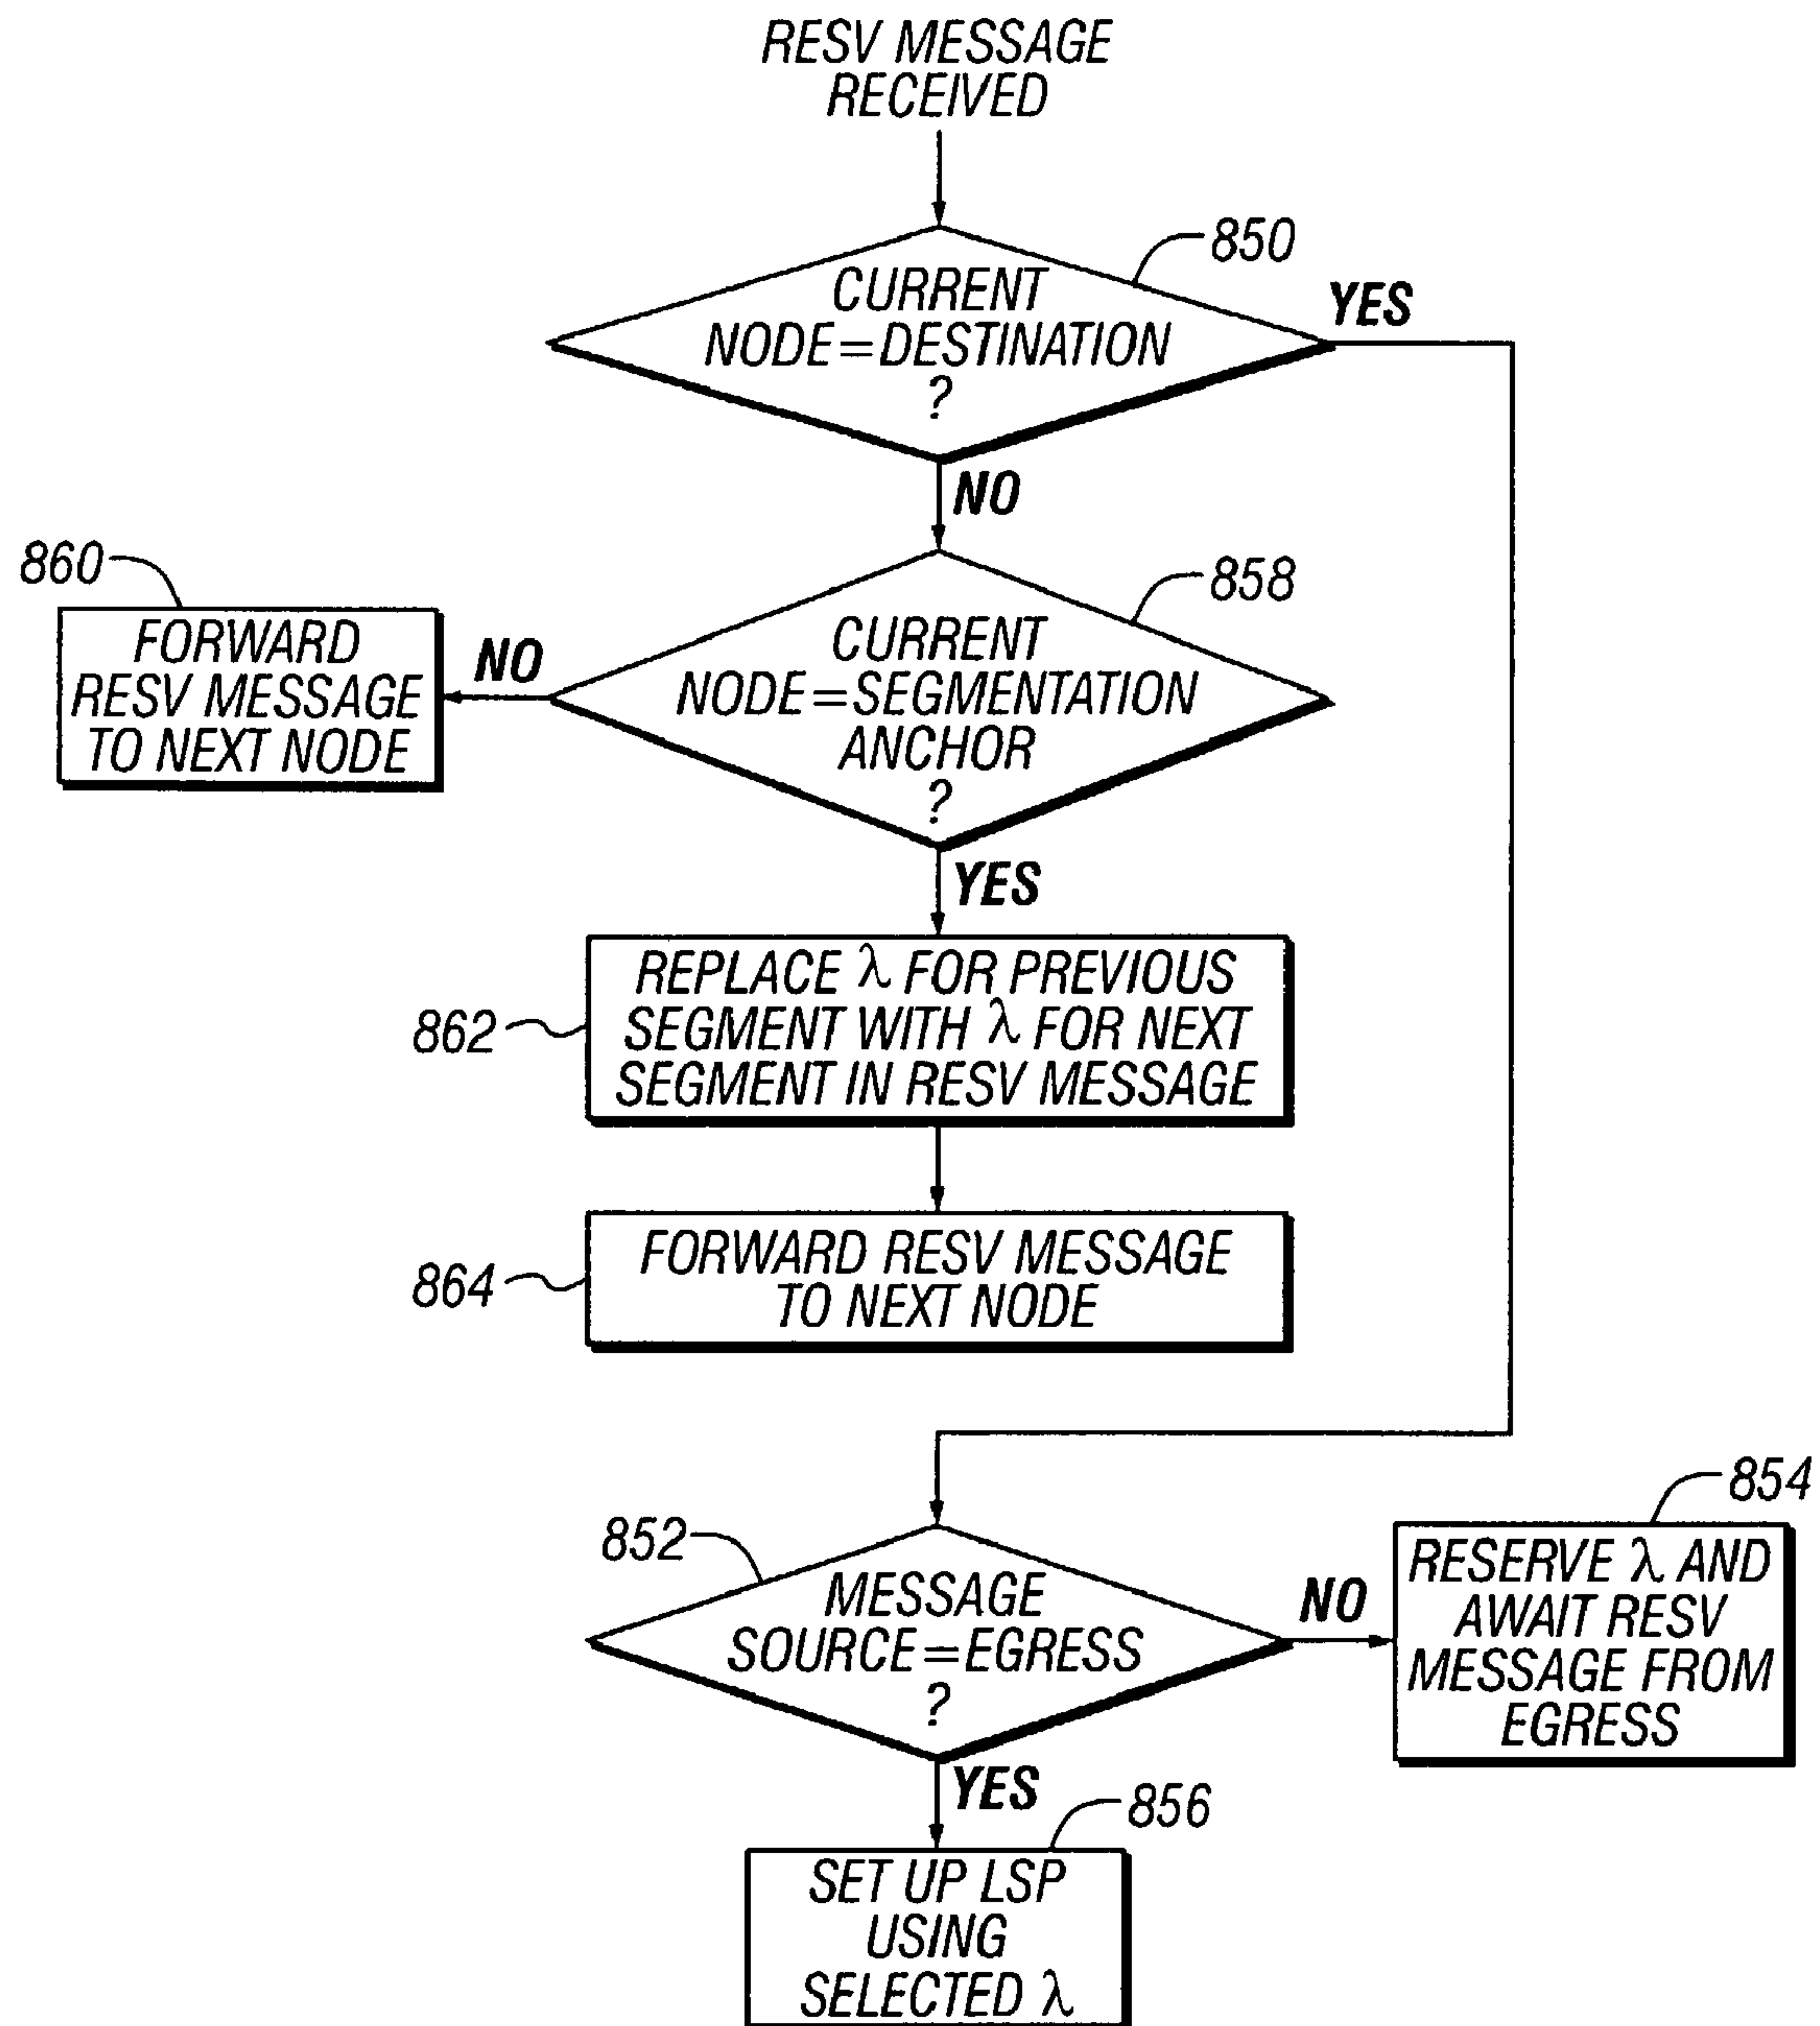 RESV MESSAGE
RECEIVED
850
CURRENT
NODE=DESTINATION
?
YES
NO
858
CURRENT
NODE=SEGMENTATION
ANCHOR
?
NO
860
FORWARD
RESV MESSAGE
TO NEXT NODE
YES
862
REPLACE λ FOR PREVIOUS
SEGMENT WITH λ FOR NEXT
SEGMENT IN RESV MESSAGE
864
FORWARD RESV MESSAGE
TO NEXT NODE
852
MESSAGE
SOURCE=EGRESS
?
NO
854
RESERVE λ AND
AWAIT RESV
MESSAGE FROM
EGRESS
YES
856
SET UP LSP
USING
SELECTED λ